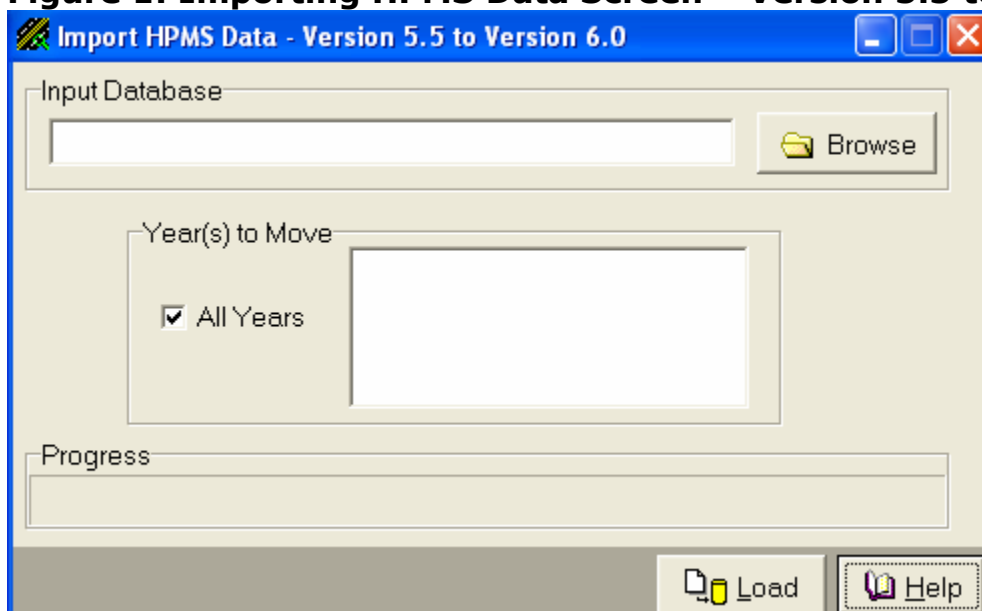 Import HPMS Data - Version 5.5 to Version 6.0
Input Database
Browse
Year(s) to Move
All Years
Progress
Load
Help